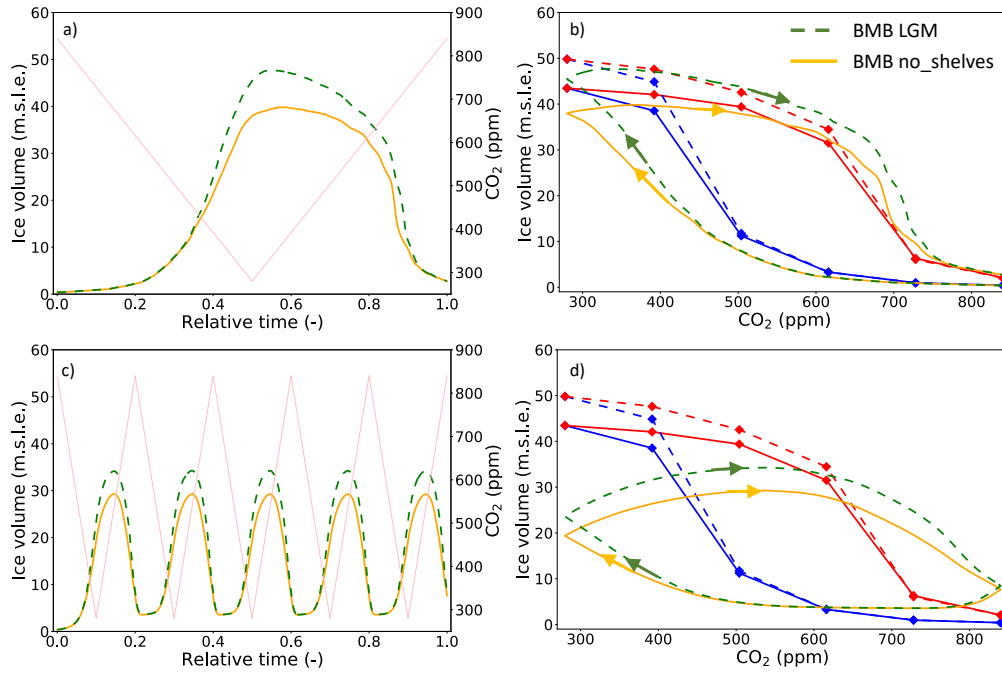 a)
Ice volume (m.s.l.e.)
60
50
40
30
20
10
0
0.0 0.2 0.4 0.6 0.8 1.0
Relative time (-)
900
800
700
600
500
400
300
CO₂ (ppm)
b)
BMB LGM
BMB no_shelves
Ice volume (m.s.l.e.)
60
50
40
30
20
10
0
300 400 500 600 700 800
CO₂ (ppm)
c)
Ice volume (m.s.l.e.)
60
50
40
30
20
10
0
0.0 0.2 0.4 0.6 0.8 1.0
Relative time (-)
900
800
700
600
500
400
300
CO₂ (ppm)
d)
Ice volume (m.s.l.e.)
60
50
40
30
20
10
0
300 400 500 600 700 800
CO₂ (ppm)